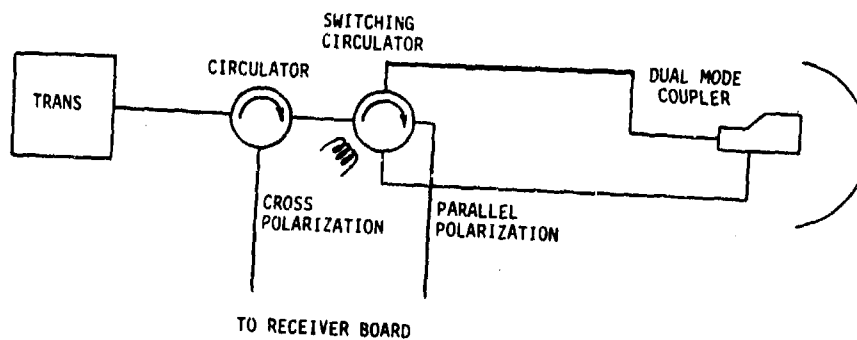 SWITCHING
CIRCULATOR
CIRCULATOR
DUAL MODE
COUPLER
TRANS
CROSS
POLARIZATION
PARALLEL
POLARIZATION
TO RECEIVER BOARD